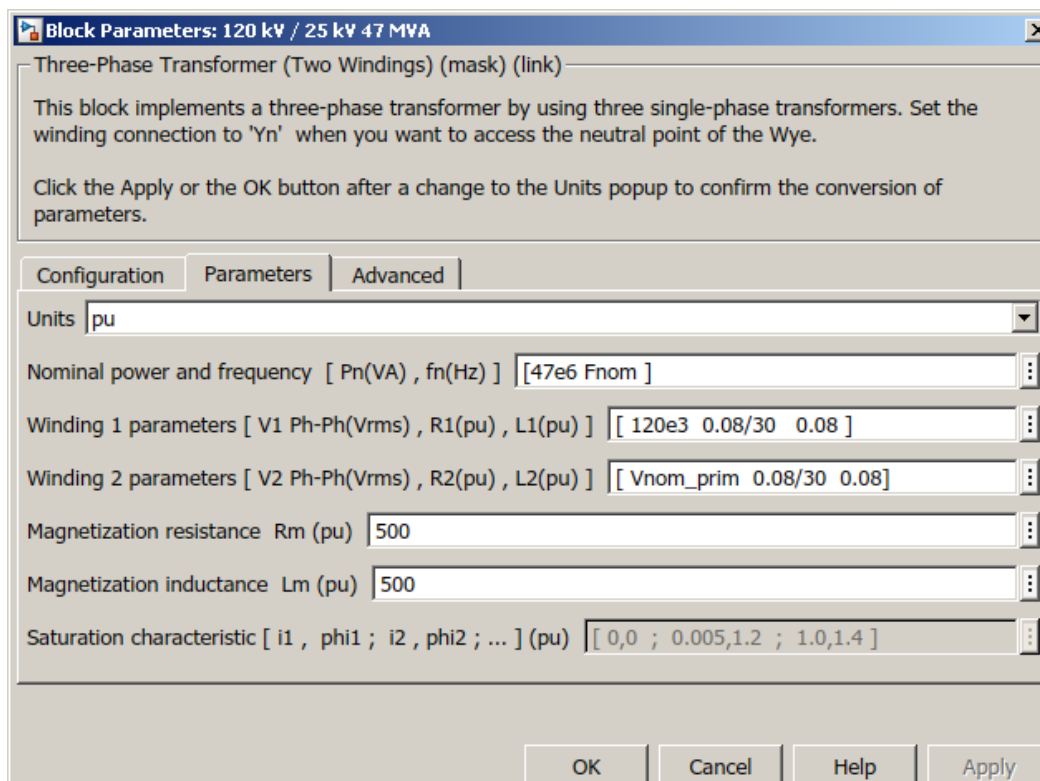 Block Parameters: 120 kV / 25 kV 47 MVA
Three-Phase Transformer (Two Windings) (mask) (link)
This block implements a three-phase transformer by using three single-phase transformers. Set the
winding connection to 'Yn' when you want to access the neutral point of the Wye.
Click the Apply or the OK button after a change to the Units popup to confirm the conversion of
parameters.
Configuration Parameters Advanced
Units pu
Nominal power and frequency [ Pn(VA) , fn(Hz) ] [47e6 Fnom ]
Winding 1 parameters [ V1 Ph-Ph(Vrms) , R1(pu) , L1(pu) ] [ 120e3 0.08/30 0.08 ]
Winding 2 parameters [ V2 Ph-Ph(Vrms) , R2(pu) , L2(pu) ] [ Vnom_prim 0.08/30 0.08]
Magnetization resistance Rm (pu) 500
Magnetization inductance Lm (pu) 500
Saturation characteristic [ i1 , phi1 ; i2 , phi2 ; ... ] (pu) [ 0,0 ; 0.005,1.2 ; 1.0,1.4 ]
OK Cancel Help Apply